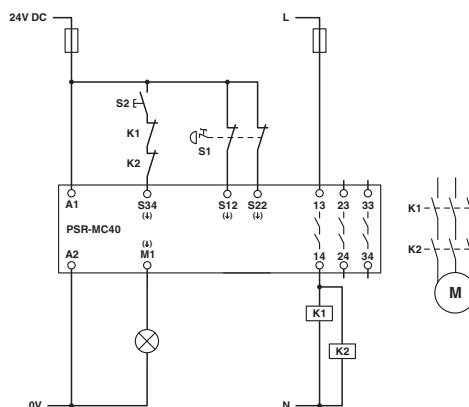 24V DC
L
S2
K1
S1
K2
A1
S34
S12
S22
13
23
33
(↓)
(↓)
(↓)
PSR-MC40
(↓)
A2
M1
14
24
34
K1
K2
M
K1
K2
0V
N